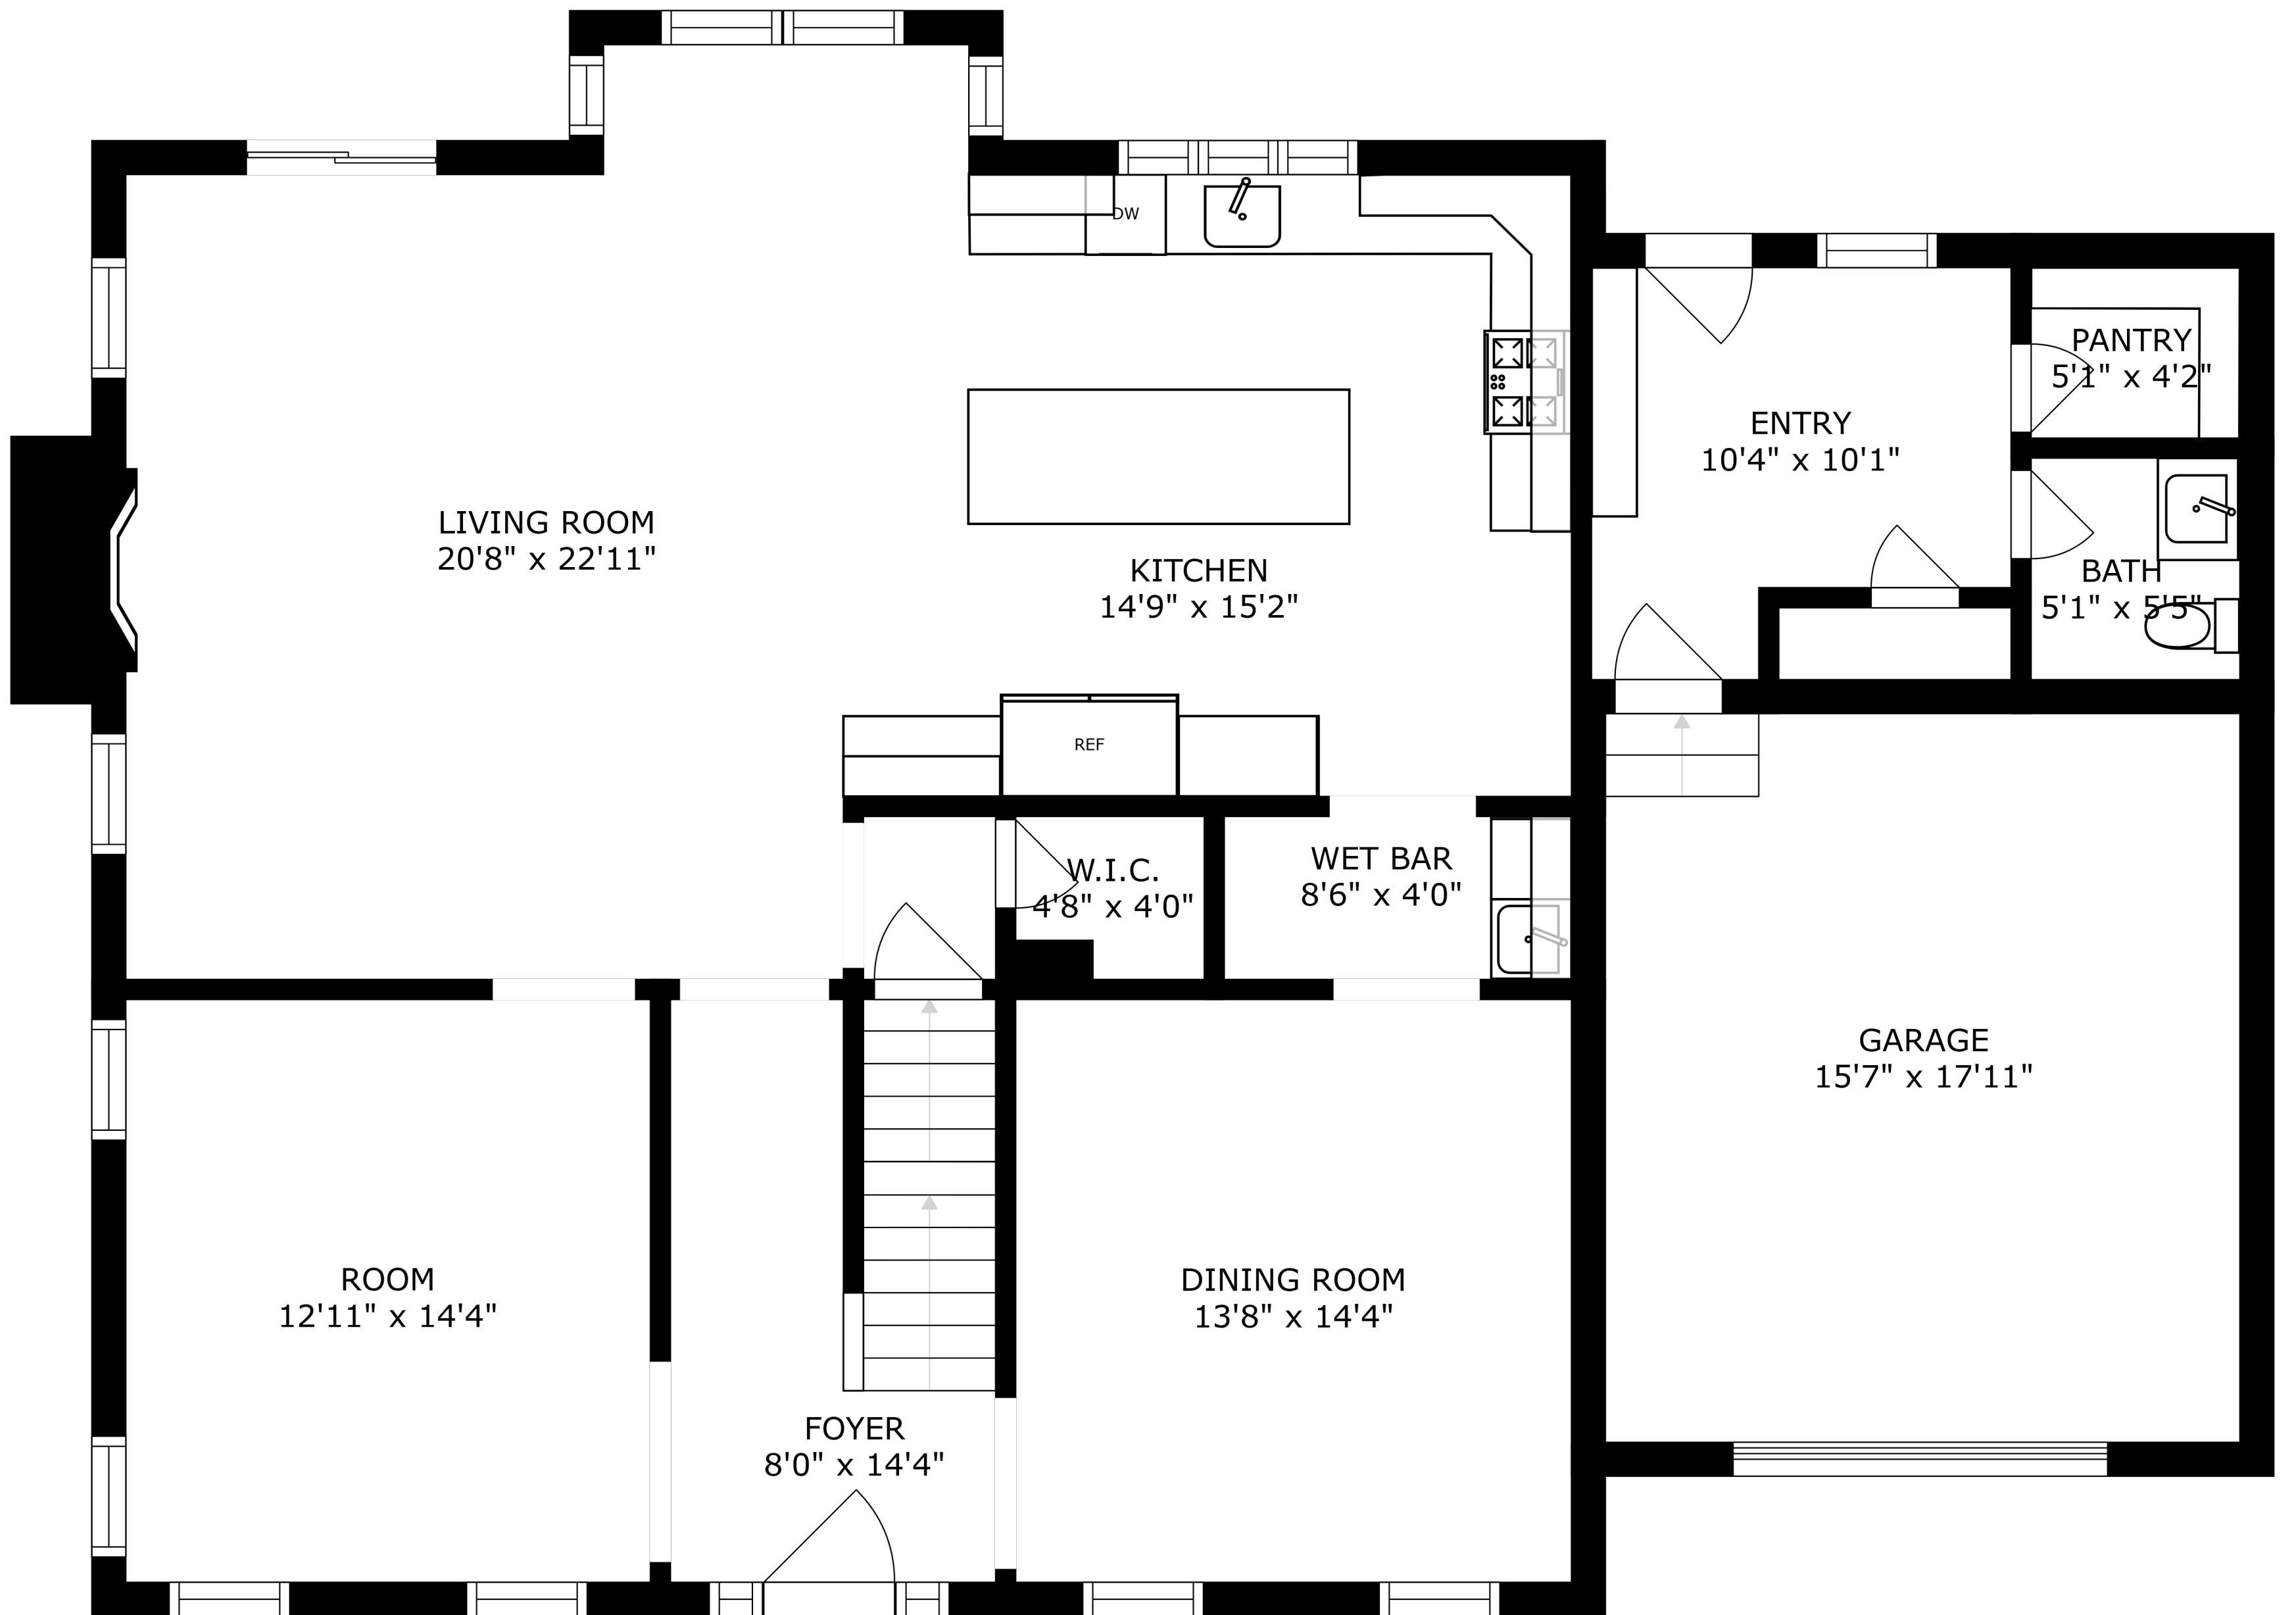 DW
PANTRY
5'1" x 4'2"
ENTRY
10'4" x 10'1"
LIVING ROOM
20'8" x 22'11"
KITCHEN
14'9" x 15'2"
BATH
5'1" x 5'5"
REF
W.I.C.
4'8" x 4'0"
WET BAR
8'6" x 4'0"
GARAGE
15'7" x 17'11"
ROOM
12'11" x 14'4"
DINING ROOM
13'8" x 14'4"
FOYER
8'0" x 14'4"